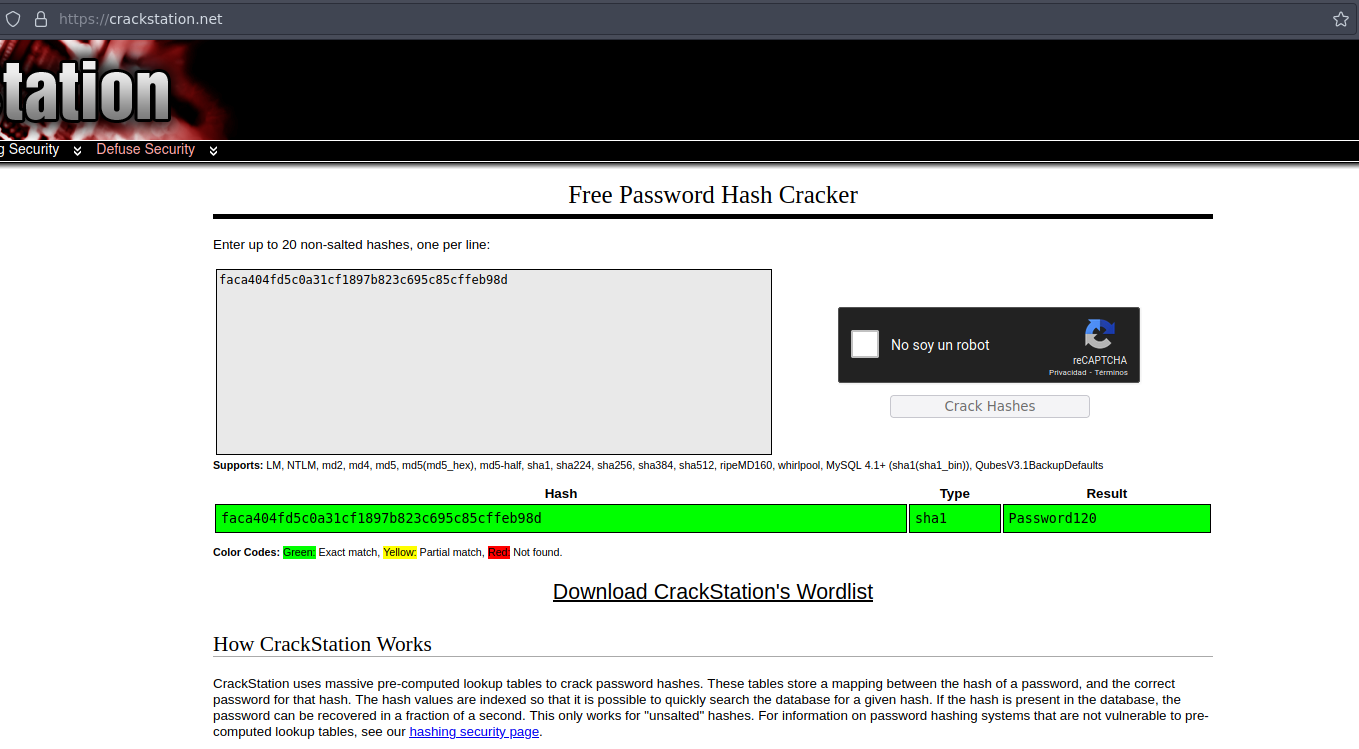 https://crackstation.net
tation
g Security Defuse Security
Free Password Hash Cracker
Enter up to 20 non-salted hashes, one per line:
faca404fd5c0a31cf1897b823c695c85cffeb98d
No soy un robot
reCAPTCHA
Privacidad - Términos
Crack Hashes
Supports: LM, NTLM, md2, md4, md5, md5(md5_hex), md5-half, sha1, sha224, sha256, sha384, sha512, ripeMD160, whirlpool, MySQL 4.1+ (sha1(sha1_bin)), QubesV3.1BackupDefaults
Hash Type Result
faca404fd5c0a31cf1897b823c695c85cffeb98d sha1 Password120
Color Codes: Green: Exact match, Yellow: Partial match, Red: Not found.
Download CrackStation's Wordlist
How CrackStation Works
CrackStation uses massive pre-computed lookup tables to crack password hashes. These tables store a mapping between the hash of a password, and the correct
password for that hash. The hash values are indexed so that it is possible to quickly search the database for a given hash. If the hash is present in the database, the
password can be recovered in a fraction of a second. This only works for "unsalted" hashes. For information on password hashing systems that are not vulnerable to pre-
computed lookup tables, see our hashing security page.